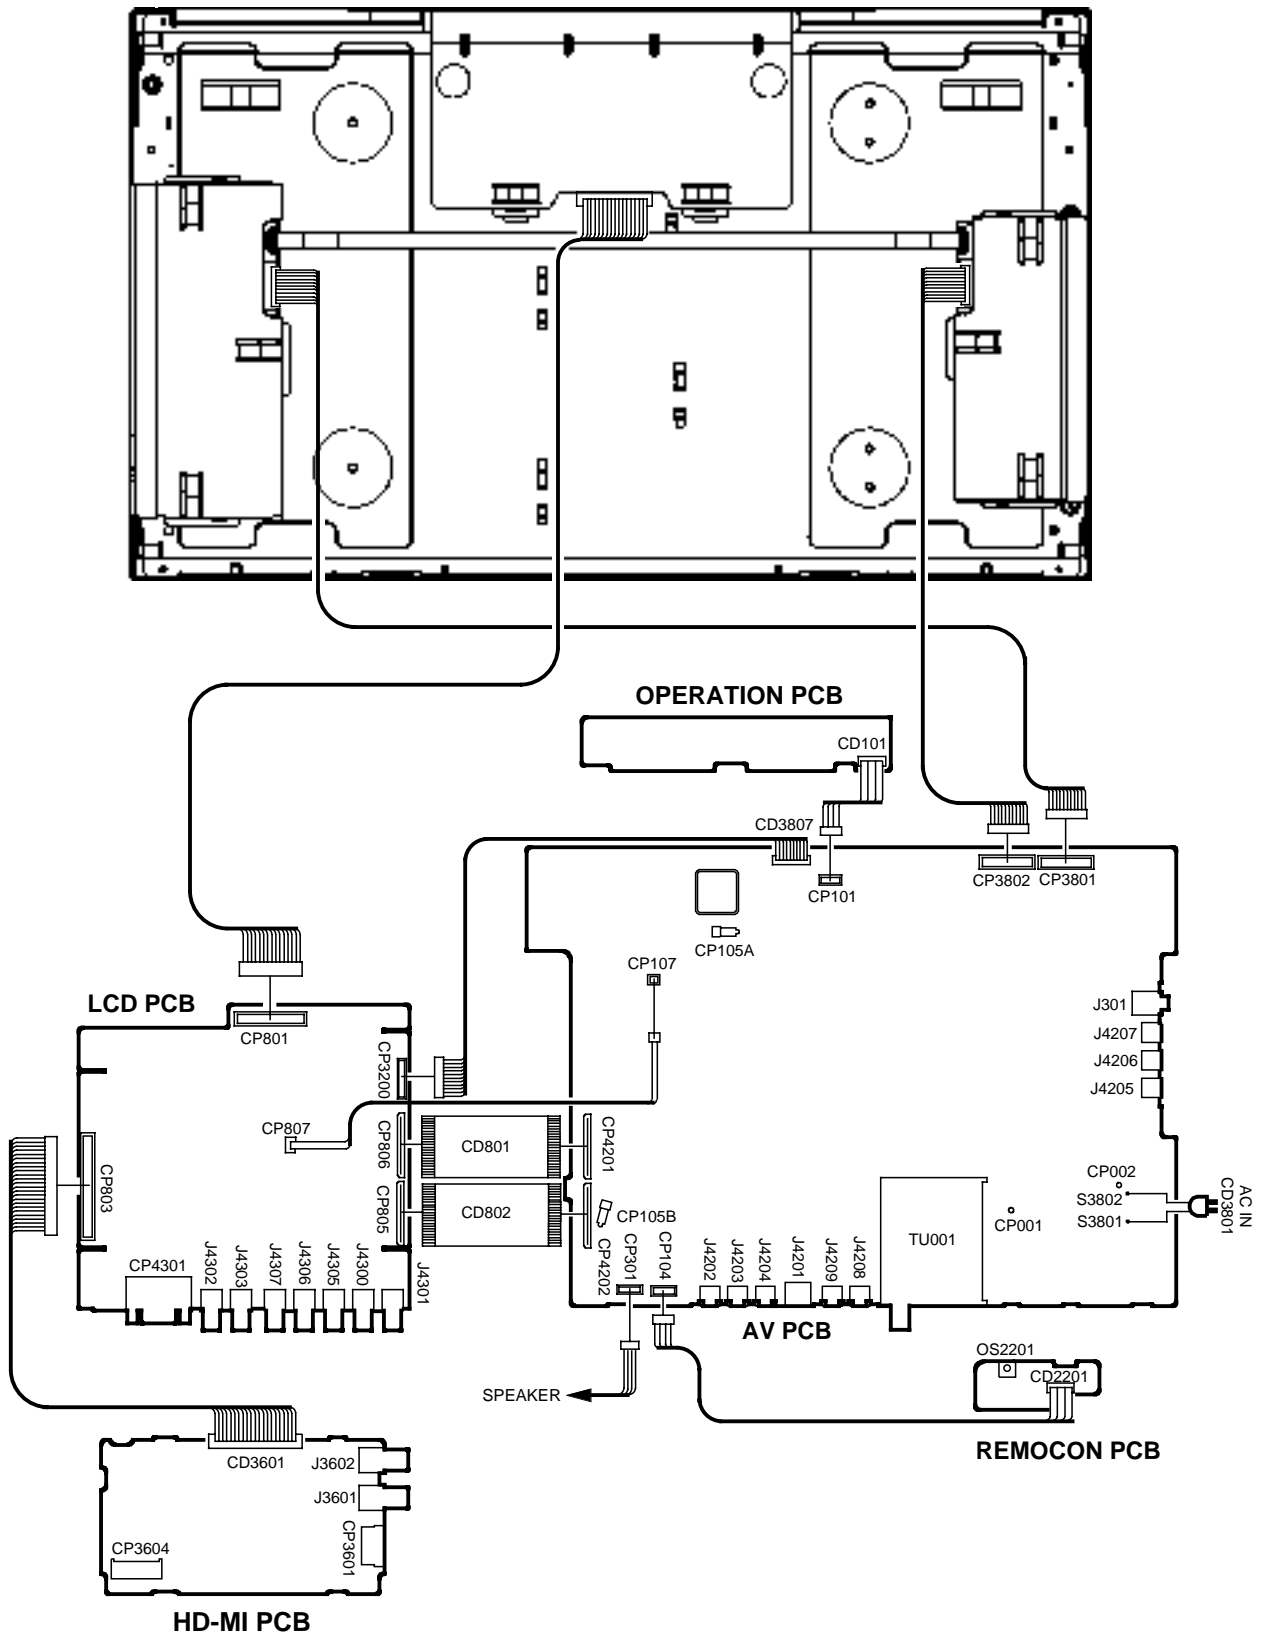 OPERATION PCB
CD101
CD3807
CP101
CP3802
CP3801
CP105A
CP107
LCD PCB
CP801
CP3200
J301
J4207
J4206
J4205
CP807
CP806
CD801
CP4201
CP803
CP805
CD802
CP105B
CP4202
CP301
CP104
CP002
S3802
S3801
CP001
TU001
AC IN
CD3801
CP4301
J4302
J4303
J4307
J4306
J4305
J4300
J4301
J4202
J4203
J4204
J4201
J4209
J4208
AV PCB
SPEAKER
OS2201
CD2201
REMOCON PCB
CD3601
J3602
J3601
CP3601
CP3604
HD-MI PCB